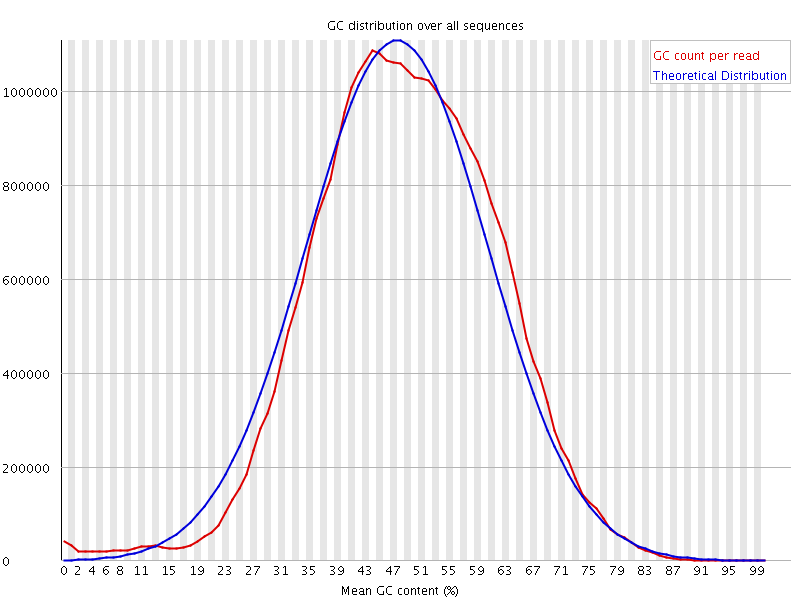 GC distribution over all sequences
GC count per read
Theoretical Distribution
1000000
800000
600000
400000
200000
0
0 2 4 6 8 11 15 19 23 27 31 35 39 43 47 51 55 59 63 67 71 75 79 83 87 91 95 99
Mean GC content (%)